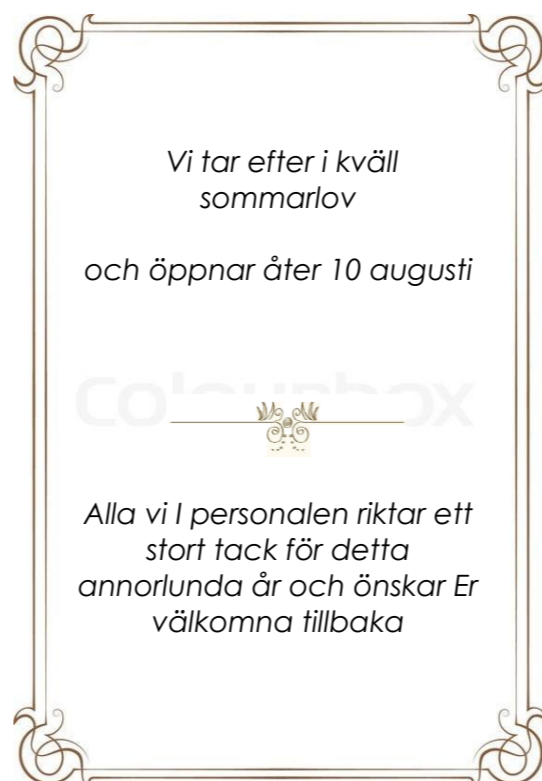 Vi tar efter i kväll
sommarlov
och öppnar åter 10 augusti
Colourbox
Alla vi I personalen riktar ett
stort tack för detta
annorlunda år och önskar Er
välkomna tillbaka